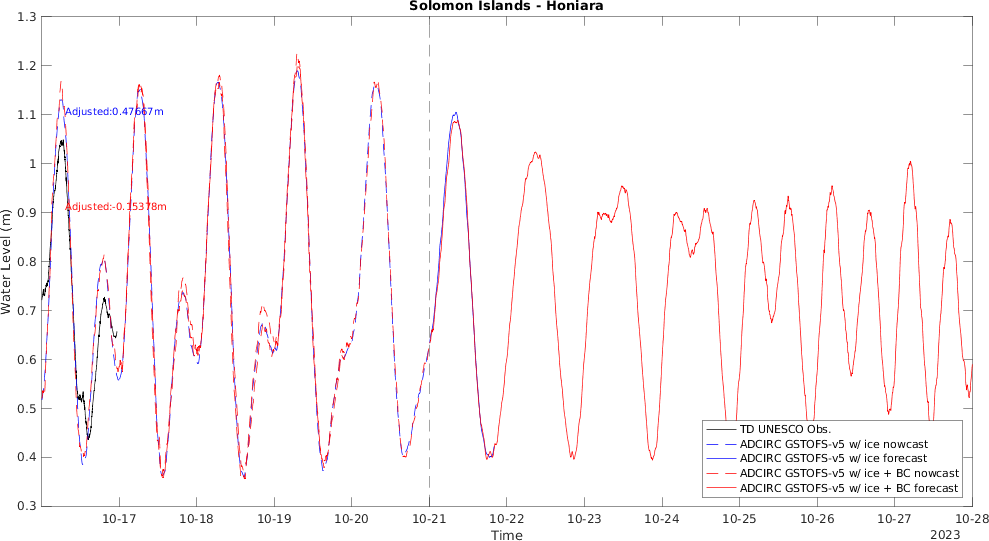 Solomon Islands - Honiara
1.3
1.2
1.1
1
0.9
0.8
0.7
0.6
0.5
0.4
0.3
Water Level (m)
Adjusted:0.47667m
Adjusted:-0.15378m
TD UNESCO Obs.
ADCIRC GSTOFS-v5 w/ ice nowcast
ADCIRC GSTOFS-v5 w/ ice forecast
ADCIRC GSTOFS-v5 w/ ice + BC nowcast
ADCIRC GSTOFS-v5 w/ ice + BC forecast
10-17 10-18 10-19 10-20 10-21 10-22 10-23 10-24 10-25 10-26 10-27 10-28
Time
2023